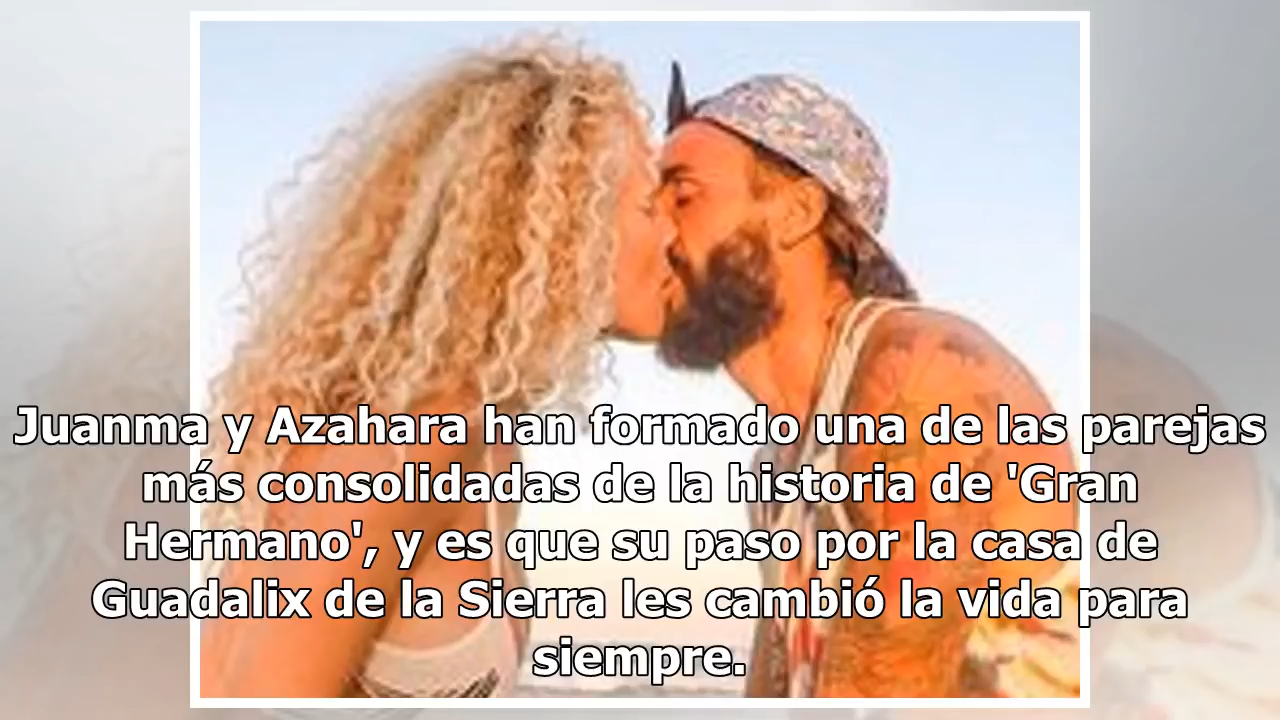 Juanma y Azahara han formado una de las parejas
más consolidadas de la historia de 'Gran
Hermano', y es que su paso por la casa de
Guadalix de la Sierra les cambió la vida para
siempre.